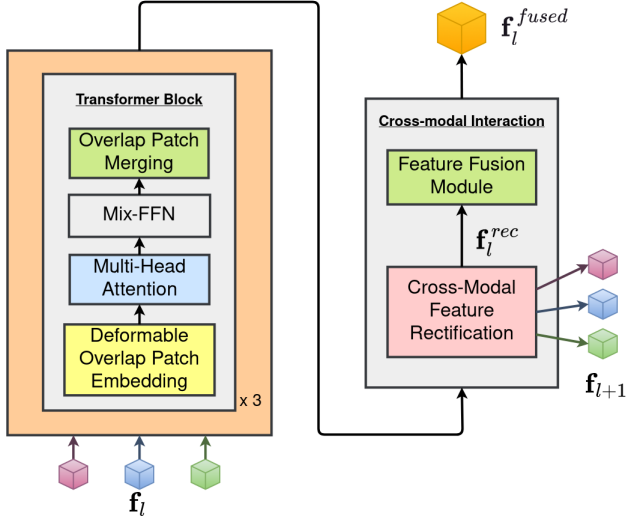 Transformer Block
Overlap Patch
Merging
Mix-FFN
Multi-Head
Attention
Deformable
Overlap Patch
Embedding
x 3
f_l
f_l^{fused}
Cross-modal Interaction
Feature Fusion
Module
f_l^{rec}
Cross-Modal
Feature
Rectification
f_{l+1}